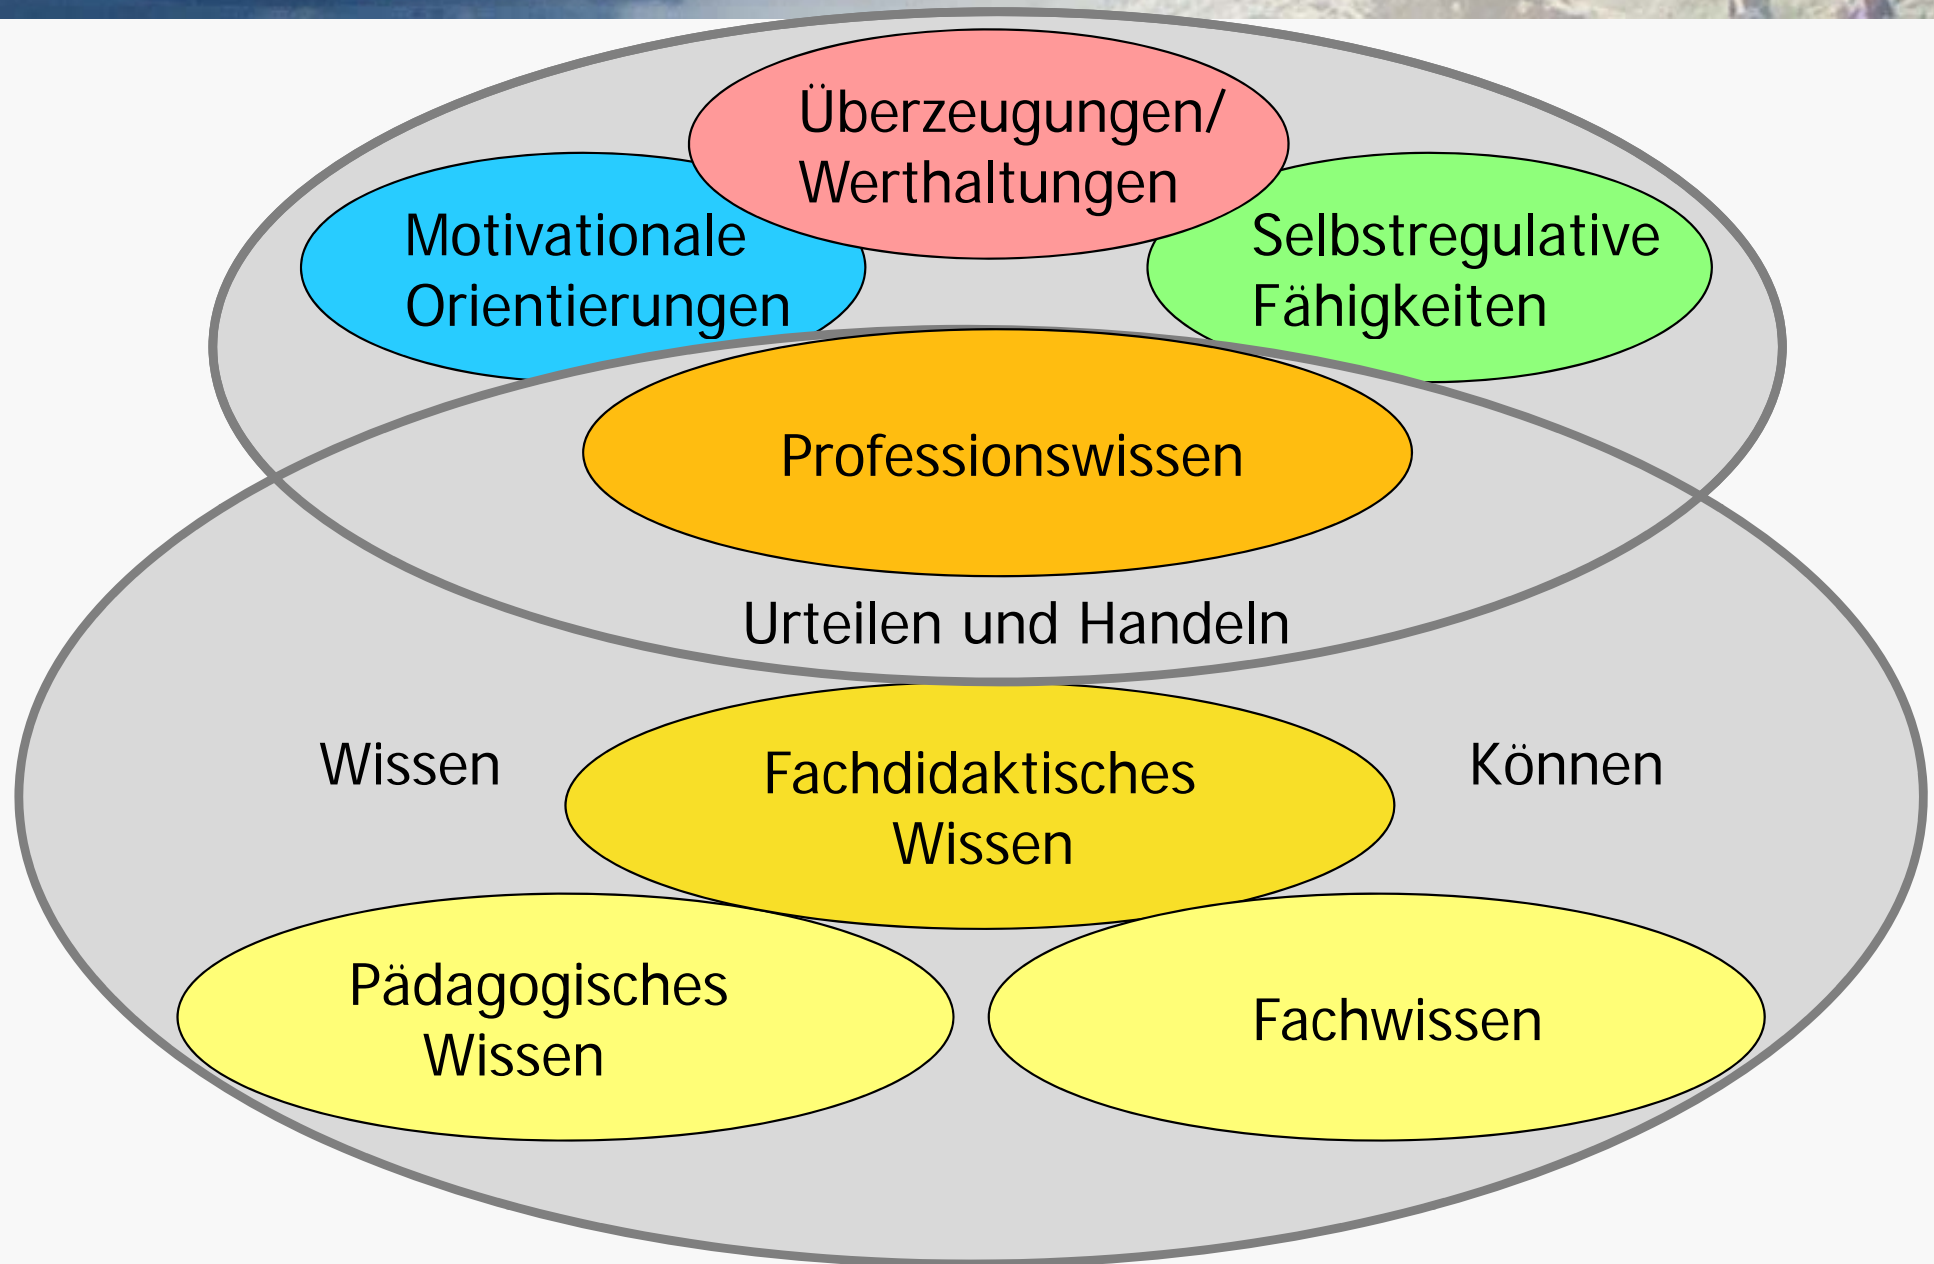 Überzeugungen/
Werthaltungen
Motivationale
Orientierungen
Selbstregulative
Fähigkeiten
Professionswissen
Urteilen und Handeln
Wissen
Fachdidaktisches
Wissen
Können
Pädagogisches
Wissen
Fachwissen